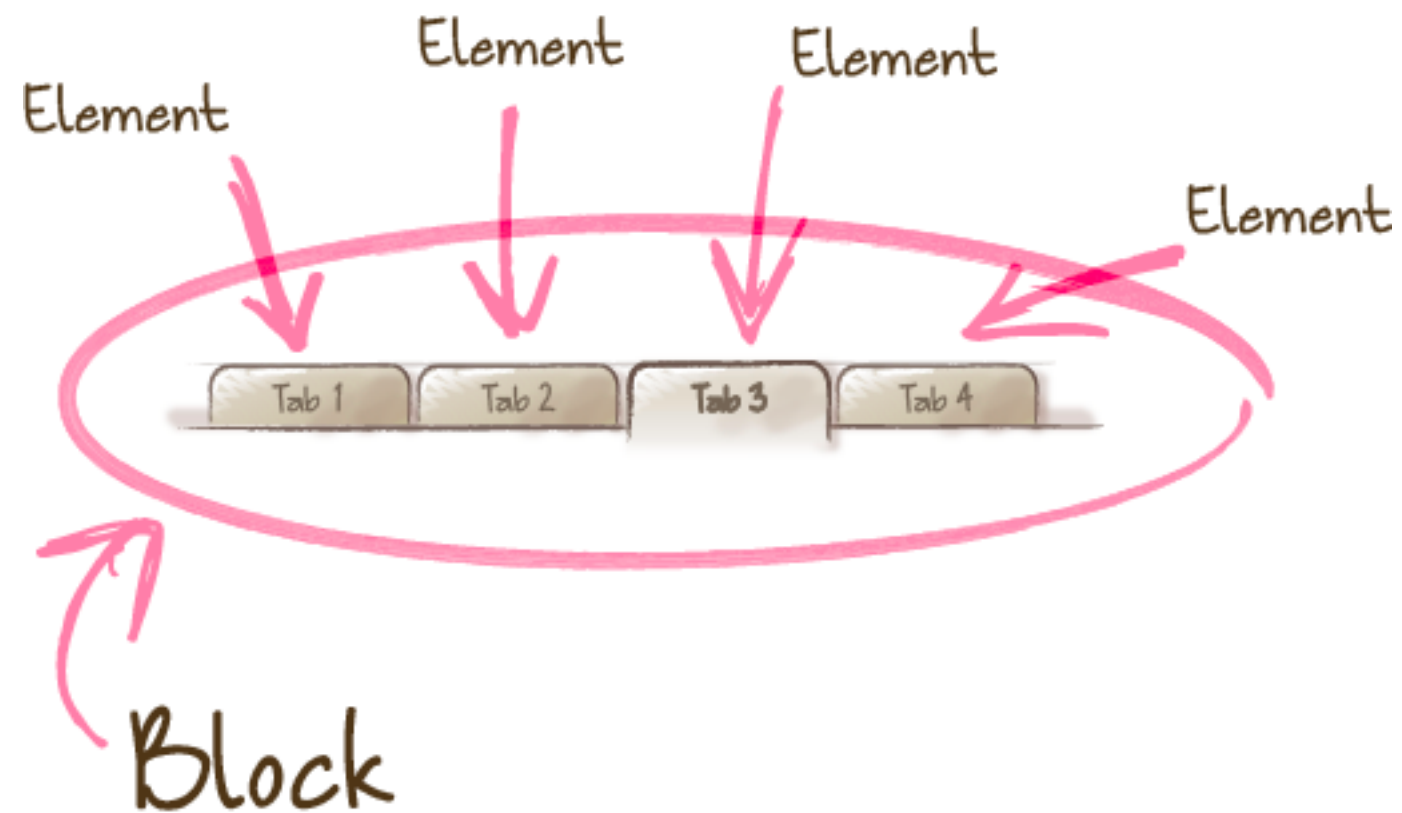 Element
Element
Element
Element
Tab 1
Tab 2
Tab 3
Tab 4
Block